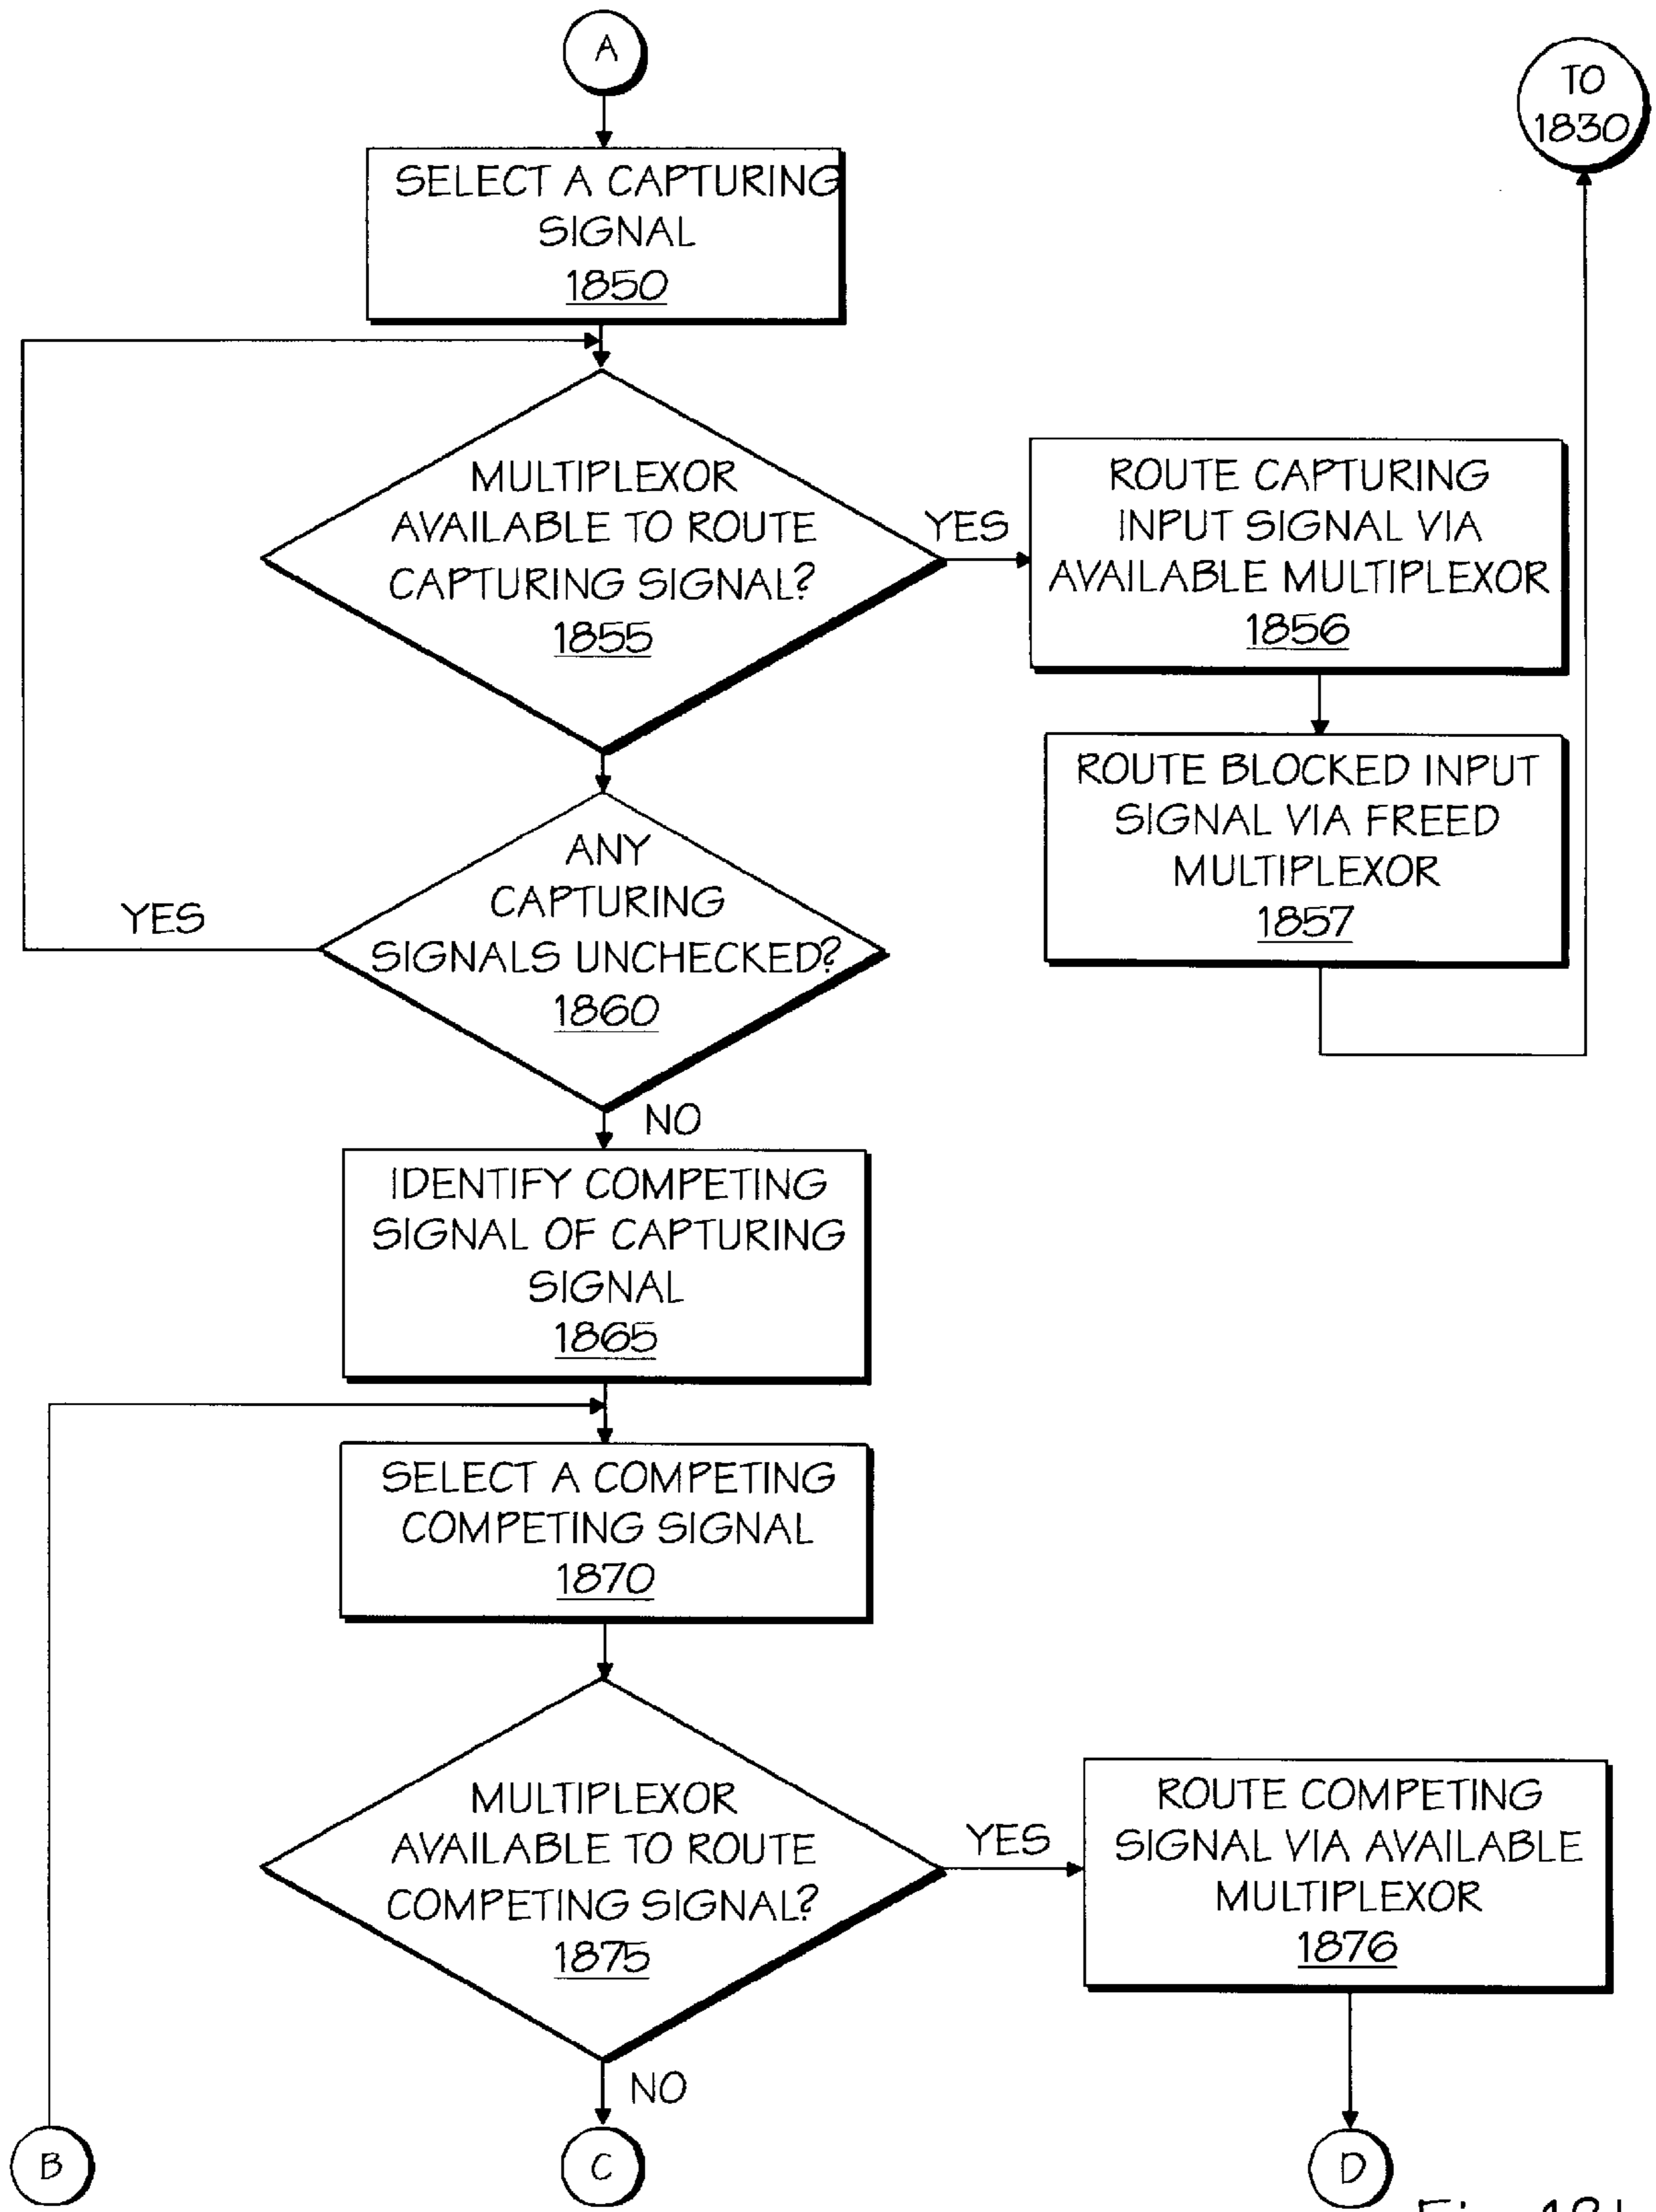 A
TO
1830
SELECT A CAPTURING
SIGNAL
1850
MULTIPLEXOR
AVAILABLE TO ROUTE
CAPTURING SIGNAL?
1855
YES
ROUTE CAPTURING
INPUT SIGNAL VIA
AVAILABLE MULTIPLEXOR
1856
ROUTE BLOCKED INPUT
SIGNAL VIA FREED
MULTIPLEXOR
1857
ANY
CAPTURING
SIGNALS UNCHECKED?
1860
YES
NO
IDENTIFY COMPETING
SIGNAL OF CAPTURING
SIGNAL
1865
SELECT A COMPETING
COMPETING SIGNAL
1870
MULTIPLEXOR
AVAILABLE TO ROUTE
COMPETING SIGNAL?
1875
YES
ROUTE COMPETING
SIGNAL VIA AVAILABLE
MULTIPLEXOR
1876
NO
B
C
D